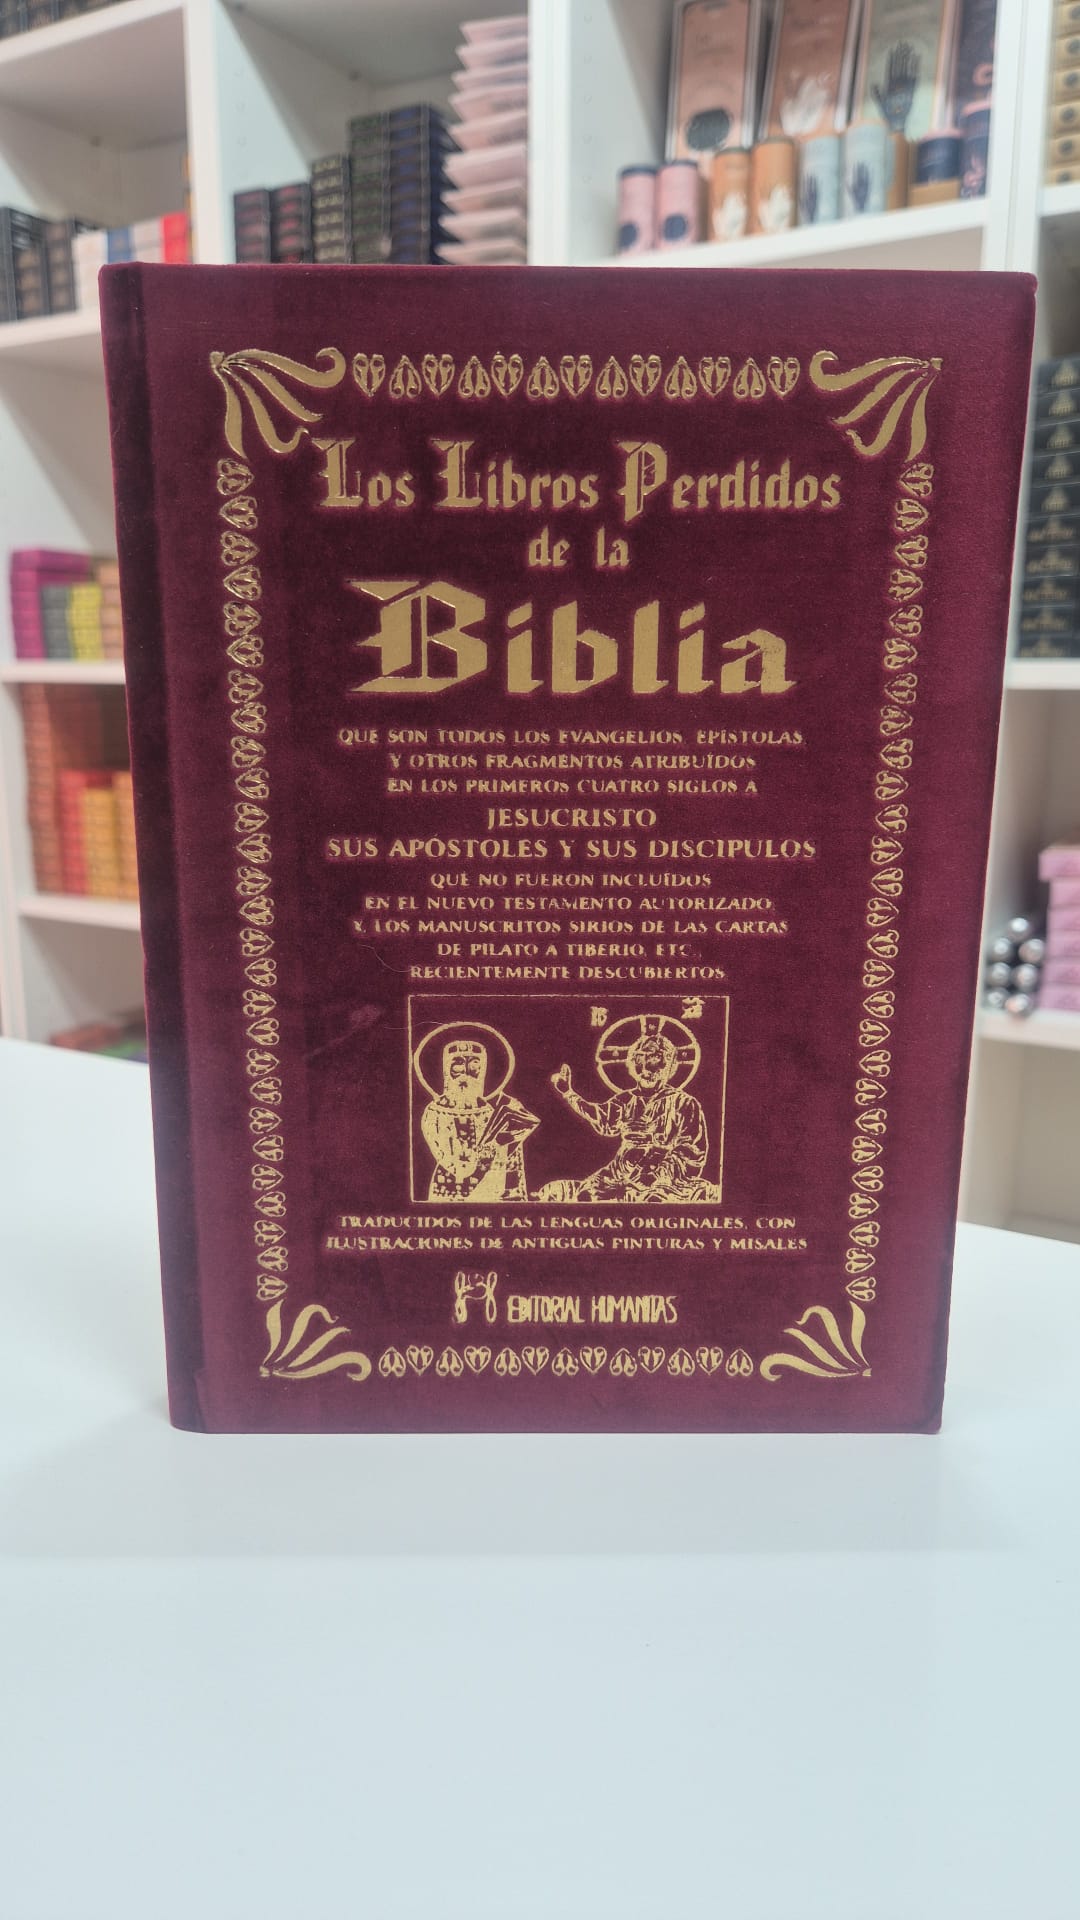 Los Libros Perdidos
de la
Biblia
QUE SON TODOS LOS EVANGELIOS, EPÍSTOLAS
Y OTROS FRAGMENTOS ATRIBUÍDOS
EN LOS PRIMEROS CUATRO SIGLOS A
JESUCRISTO
SUS APÓSTOLES Y SUS DISCIPULOS
QUE NO FUERON INCLUÍDOS
EN EL NUEVO TESTAMENTO AUTORIZADO,
Y, LOS MANUSCRITOS SIRIOS DE LAS CARTAS
DE PILATO A TIBERIO, ETC.,
RECIENTEMENTE DESCUBIERTOS
TRADUCIDOS DE LAS LENGUAS ORIGINALES, CON
ILUSTRACIONES DE ANTIGUAS PINTURAS Y MISALES
EDITORIAL HUMANITAS